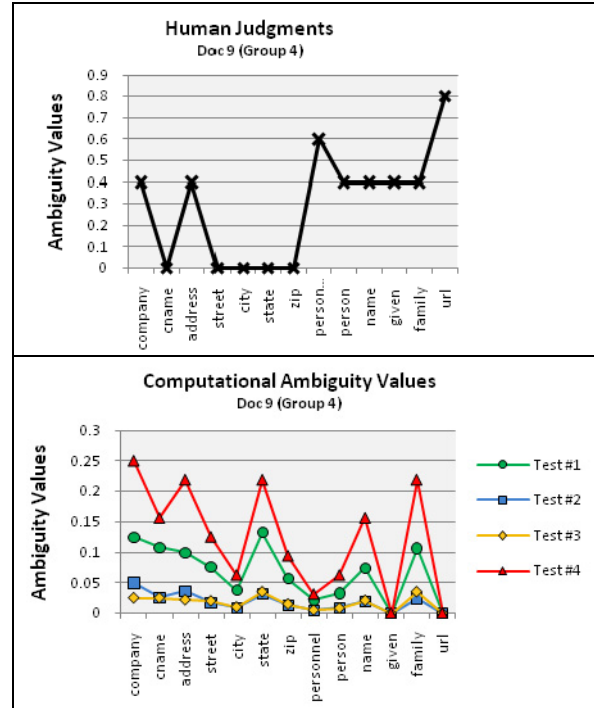 Human Judgments
Doc 9 (Group 4)
Ambiguity Values
0.9
0.8
0.7
0.6
0.5
0.4
0.3
0.2
0.1
0
company
cname
address
street
city
state
zip
person...
person
name
given
family
url
Computational Ambiguity Values
Doc 9 (Group 4)
Ambiguity Values
0.3
0.25
0.2
0.15
0.1
0.05
0
company
cname
address
street
city
state
zip
personnel
person
name
given
family
url
Test #1
Test #2
Test #3
Test #4